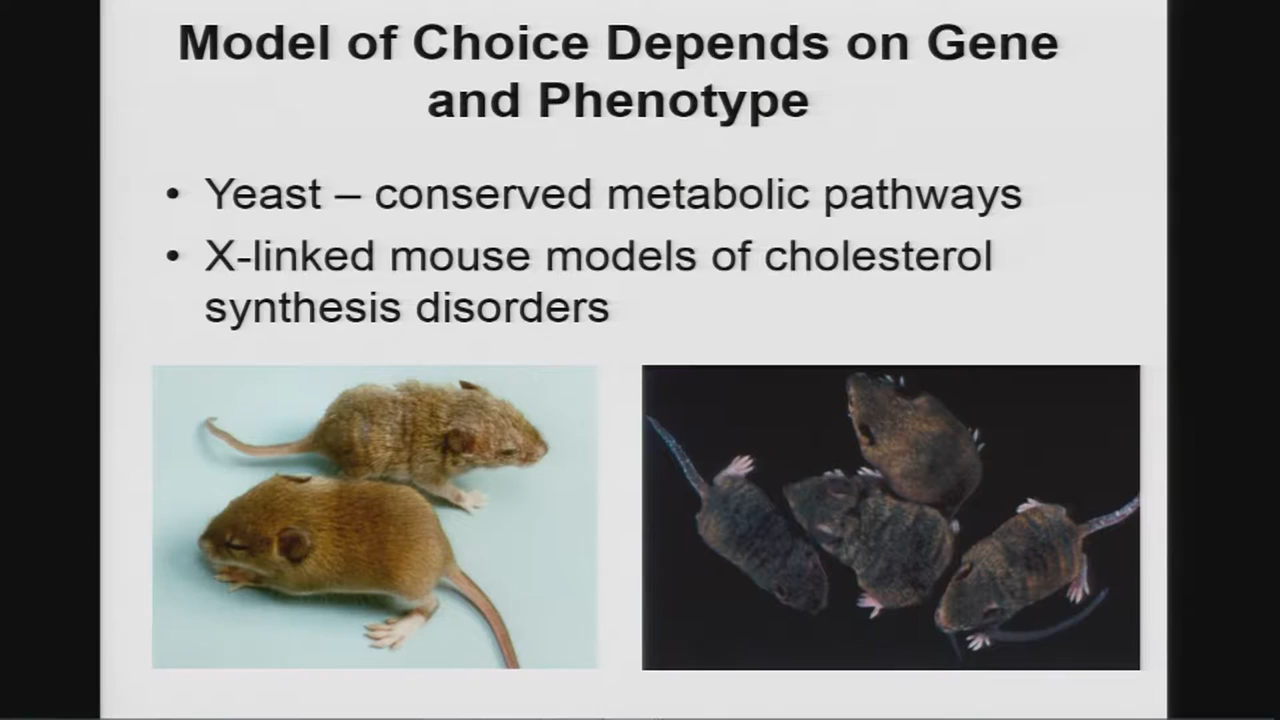 Model of Choice Depends on Gene
and Phenotype
• Yeast – conserved metabolic pathways
• X-linked mouse models of cholesterol
synthesis disorders